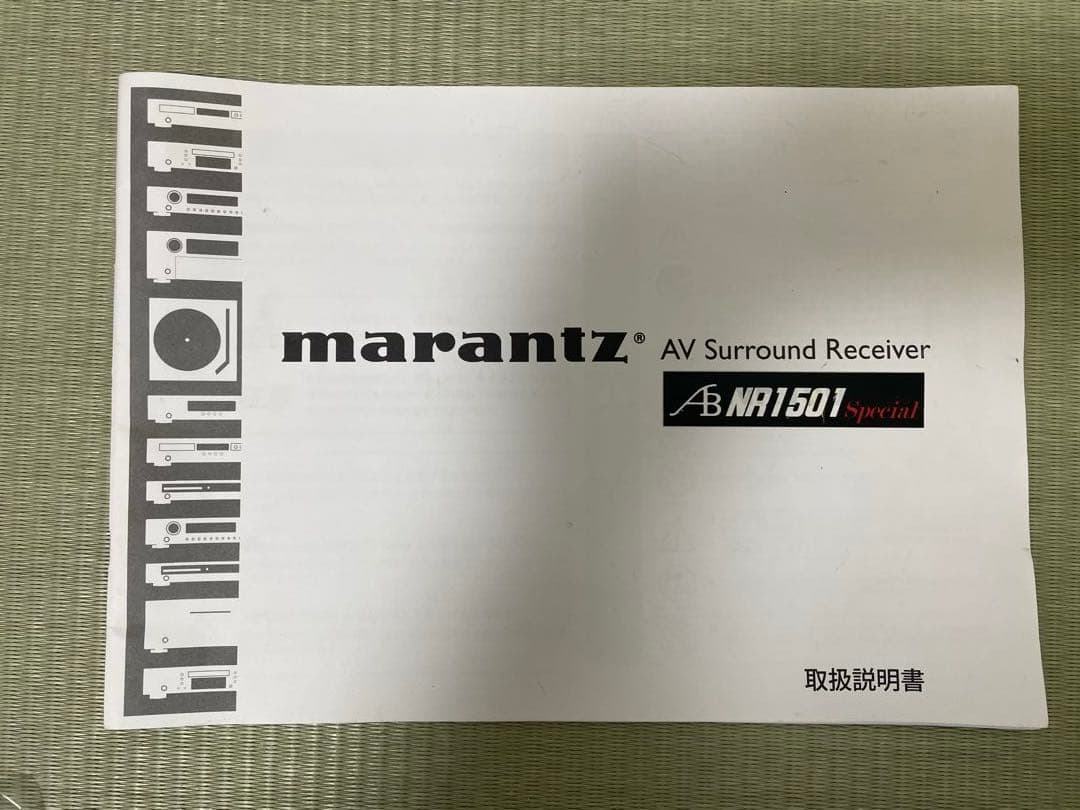 marantz® AV Surround Receiver
AB NR1501 Special
取扱説明書